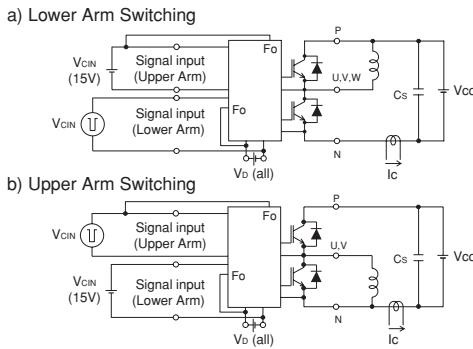 a) Lower Arm Switching
P
Fo
VCIN
(15V)
Signal input
(Upper Arm)
U,V,W
CS
VCC
VCIN
Signal input
(Lower Arm)
Fo
N
IC
VD (all)
b) Upper Arm Switching
P
Fo
VCIN
Signal input
(Upper Arm)
U,V
CS
VCC
VCIN
(15V)
Signal input
(Lower Arm)
Fo
N
IC
VD (all)